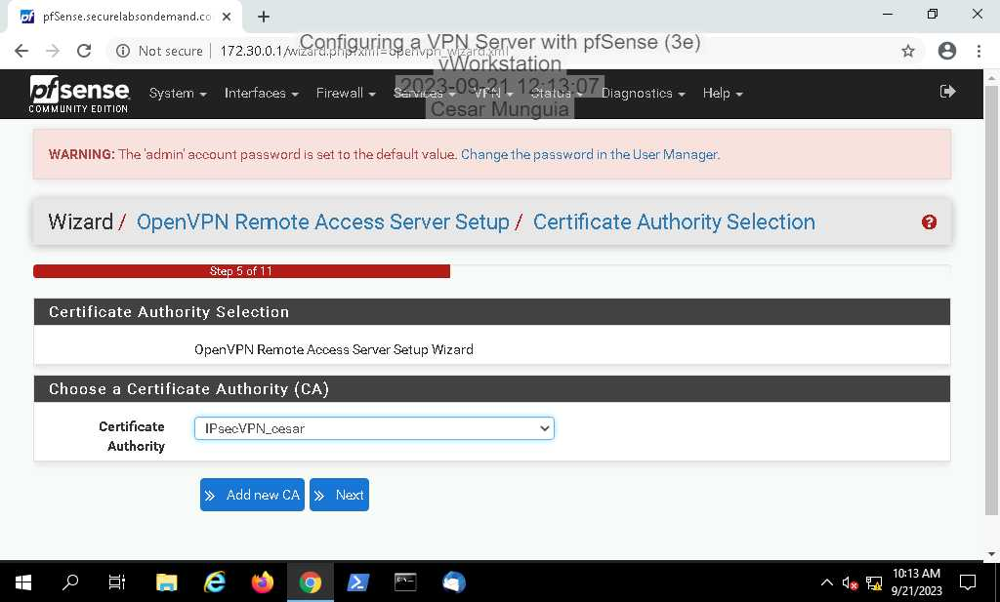 pfSense.securelabsondemand.co
Not secure | 172.30.0.1/wizard.php?xml=openvpn_wizard.xml
Configuring a VPN Server with pfSense (3e)
vWorkstation
2023-09-21 12:13:07
Cesar Munguia
pfsense
COMMUNITY EDITION
System Interfaces Firewall Services VPN Status Diagnostics Help
WARNING: The 'admin' account password is set to the default value. Change the password in the User Manager.
Wizard / OpenVPN Remote Access Server Setup / Certificate Authority Selection
Step 5 of 11
Certificate Authority Selection
OpenVPN Remote Access Server Setup Wizard
Choose a Certificate Authority (CA)
Certificate
Authority
IPsecVPN_cesar
Add new CA Next
10:13 AM
9/21/2023